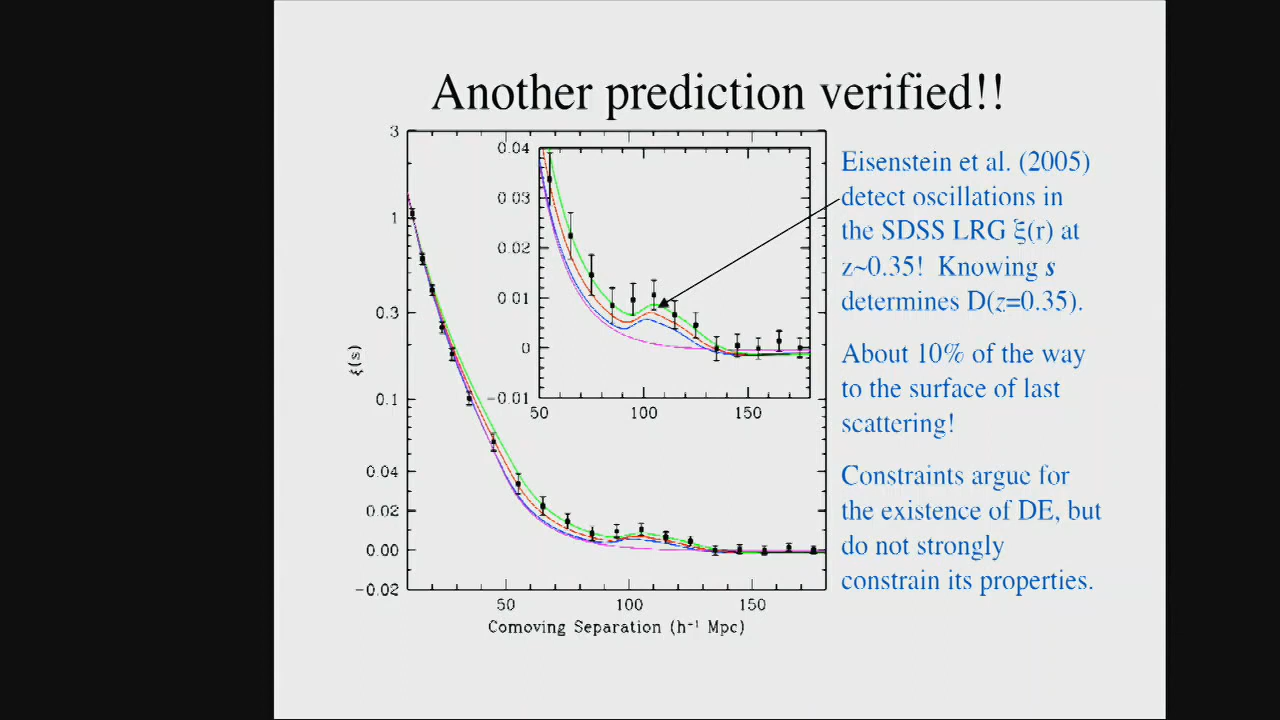 Another prediction verified!!
3
1
0.3
0.1
0.04
0.02
0.00
-0.02
ξ(s)
50
100
150
Comoving Separation (h⁻¹ Mpc)
0.04
0.03
0.02
0.01
0
-0.01
50
100
150
Eisenstein et al. (2005)
detect oscillations in
the SDSS LRG ξ(r) at
z~0.35! Knowing s
determines D(z=0.35).
About 10% of the way
to the surface of last
scattering!
Constraints argue for
the existence of DE, but
do not strongly
constrain its properties.